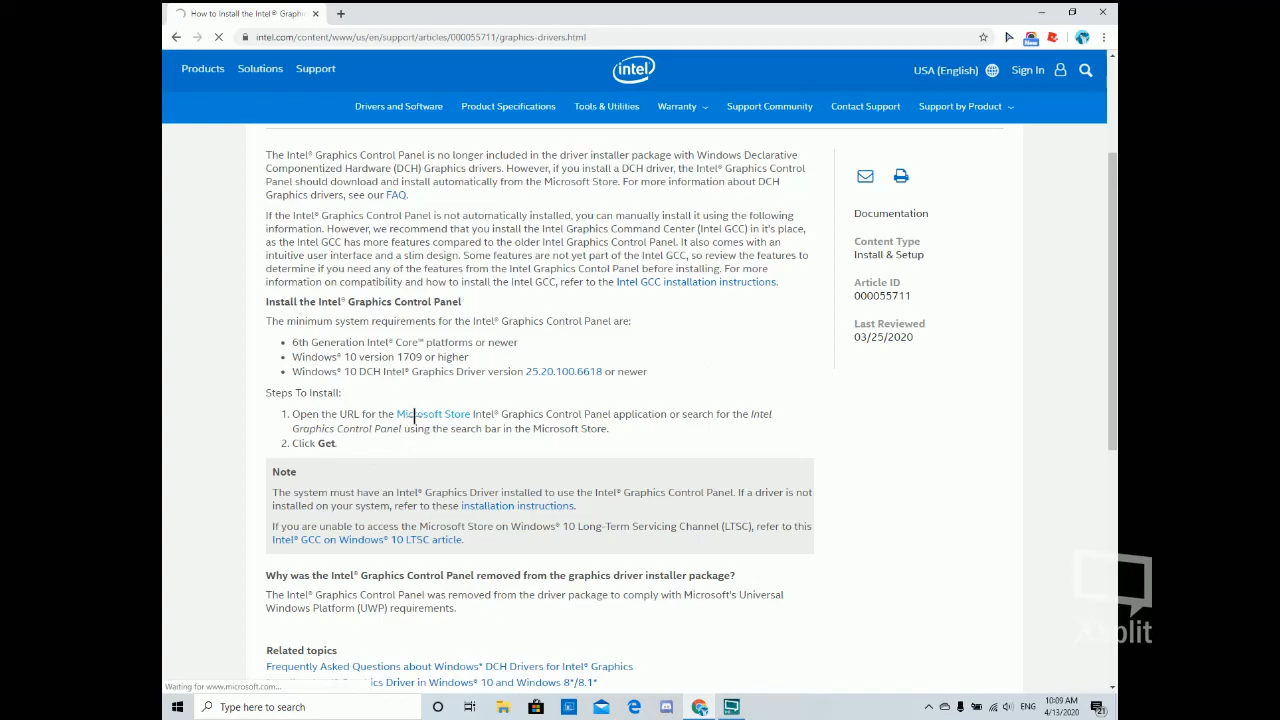 How to Install the Intel® Graphi
intel.com/content/www/us/en/support/articles/000055711/graphics-drivers.html
New
Products Solutions Support
intel
USA (English) Sign In
Drivers and Software Product Specifications Tools & Utilities Warranty Support Community Contact Support Support by Product
The Intel® Graphics Control Panel is no longer included in the driver installer package with Windows Declarative
Componentized Hardware (DCH) Graphics drivers. However, if you install a DCH driver, the Intel® Graphics Control
Panel should download and install automatically from the Microsoft Store. For more information about DCH
Graphics drivers, see our FAQ.
If the Intel® Graphics Control Panel is not automatically installed, you can manually install it using the following
information. However, we recommend that you install the Intel Graphics Command Center (Intel GCC) in it's place,
as the Intel GCC has more features compared to the older Intel Graphics Control Panel. It also comes with an
intuitive user interface and a slim design. Some features are not yet part of the Intel GCC, so review the features to
determine if you need any of the features from the Intel Graphics Contol Panel before installing. For more
information on compatibility and how to install the Intel GCC, refer to the Intel GCC installation instructions.
Install the Intel® Graphics Control Panel
The minimum system requirements for the Intel® Graphics Control Panel are:
• 6th Generation Intel® Core™ platforms or newer
• Windows® 10 version 1709 or higher
• Windows® 10 DCH Intel® Graphics Driver version 25.20.100.6618 or newer
Steps To Install:
1. Open the URL for the Microsoft Store Intel® Graphics Control Panel application or search for the Intel
Graphics Control Panel using the search bar in the Microsoft Store.
2. Click Get.
Note
The system must have an Intel® Graphics Driver installed to use the Intel® Graphics Control Panel. If a driver is not
installed on your system, refer to these installation instructions.
If you are unable to access the Microsoft Store on Windows® 10 Long-Term Servicing Channel (LTSC), refer to this
Intel® GCC on Windows® 10 LTSC article.
Why was the Intel® Graphics Control Panel removed from the graphics driver installer package?
The Intel® Graphics Control Panel was removed from the driver package to comply with Microsoft's Universal
Windows Platform (UWP) requirements.
Related topics
Frequently Asked Questions about Windows* DCH Drivers for Intel® Graphics
Driver in Windows® 10 and Windows 8*/8.1*
Documentation
Content Type
Install & Setup
Article ID
000055711
Last Reviewed
03/25/2020
XSplit
Waiting for www.microsoft.com...
Type here to search
ENG
10:09 AM
4/13/2020
21